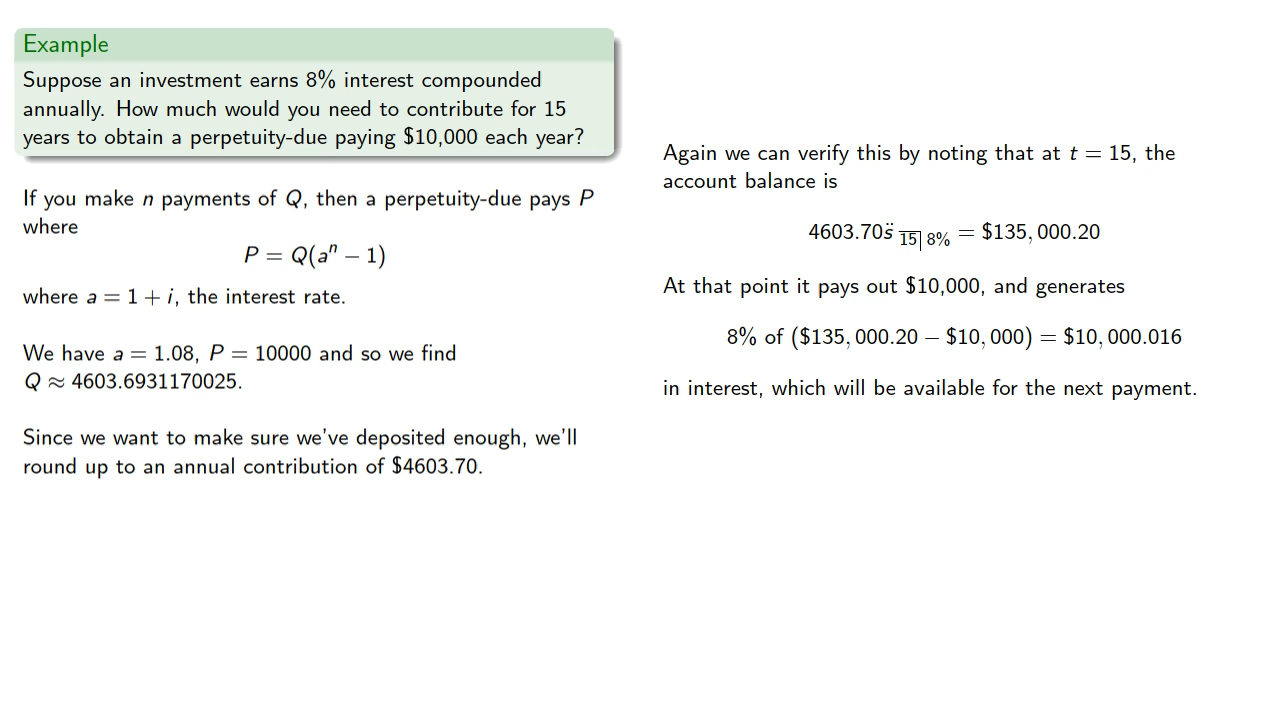 Example
Suppose an investment earns 8% interest compounded
annually. How much would you need to contribute for 15
years to obtain a perpetuity-due paying $10,000 each year?
If you make n payments of Q, then a perpetuity-due pays P
where
P = Q(aⁿ − 1)
where a = 1 + i, the interest rate.
We have a = 1.08, P = 10000 and so we find
Q ≈ 4603.6931170025.
Since we want to make sure we've deposited enough, we'll
round up to an annual contribution of $4603.70.
Again we can verify this by noting that at t = 15, the
account balance is
4603.70s̈ 15| 8% = $135, 000.20
At that point it pays out $10,000, and generates
8% of ($135, 000.20 − $10, 000) = $10, 000.016
in interest, which will be available for the next payment.